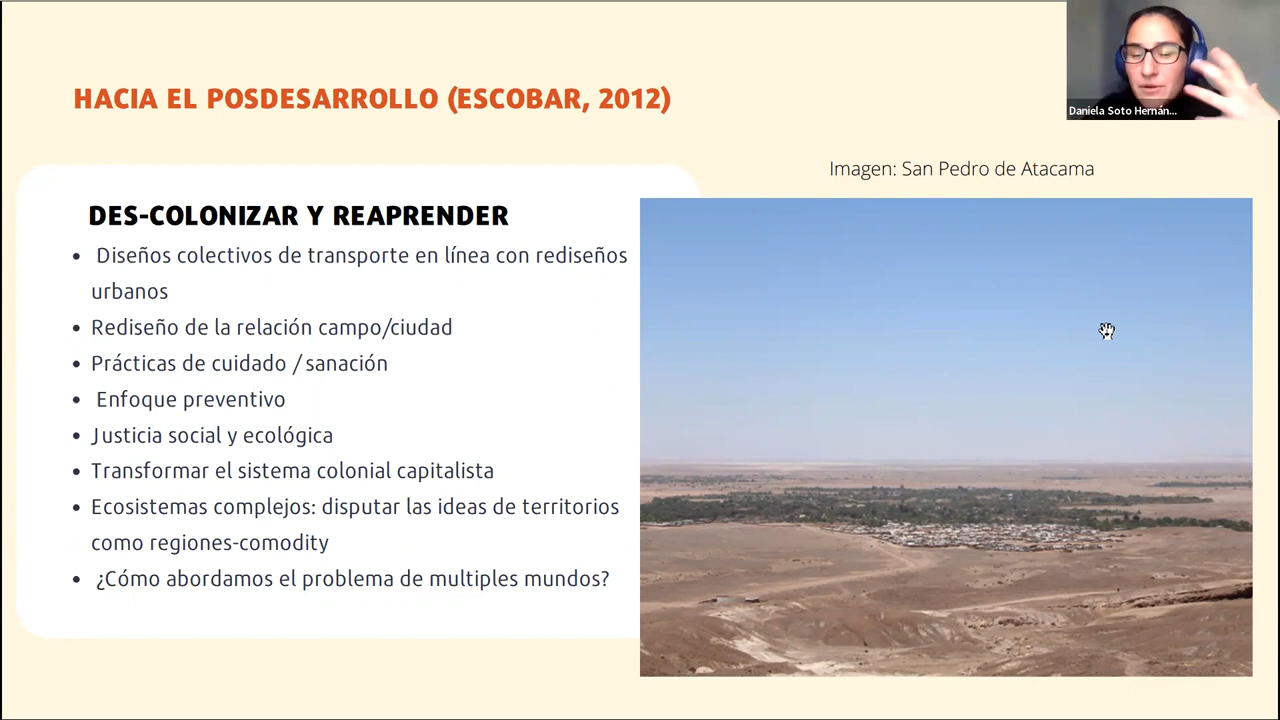 HACIA EL POSDESARROLLO (ESCOBAR, 2012)
Daniela Soto Hernán...
Imagen: San Pedro de Atacama
DES-COLONIZAR Y REAPRENDER
• Diseños colectivos de transporte en línea con rediseños
urbanos
• Rediseño de la relación campo/ciudad
• Prácticas de cuidado / sanación
• Enfoque preventivo
• Justicia social y ecológica
• Transformar el sistema colonial capitalista
• Ecosistemas complejos: disputar las ideas de territorios
como regiones-comodity
• ¿Cómo abordamos el problema de multiples mundos?